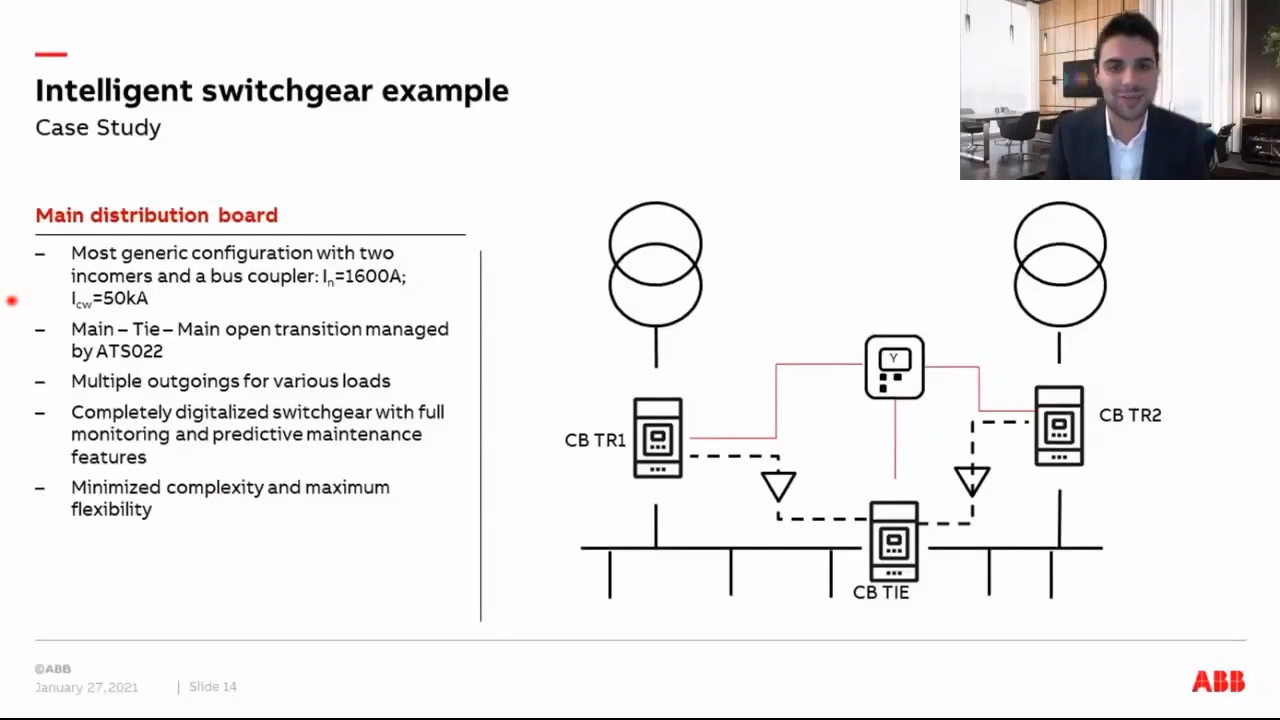 Intelligent switchgear example
Case Study
Main distribution board
– Most generic configuration with two
incomers and a bus coupler: In=1600A;
Icw=50kA
– Main – Tie – Main open transition managed
by ATS022
– Multiple outgoings for various loads
– Completely digitalized switchgear with full
monitoring and predictive maintenance
features
– Minimized complexity and maximum
flexibility
Y
CB TR1
CB TR2
CB TIE
©ABB
January 27, 2021 | Slide 14
ABB